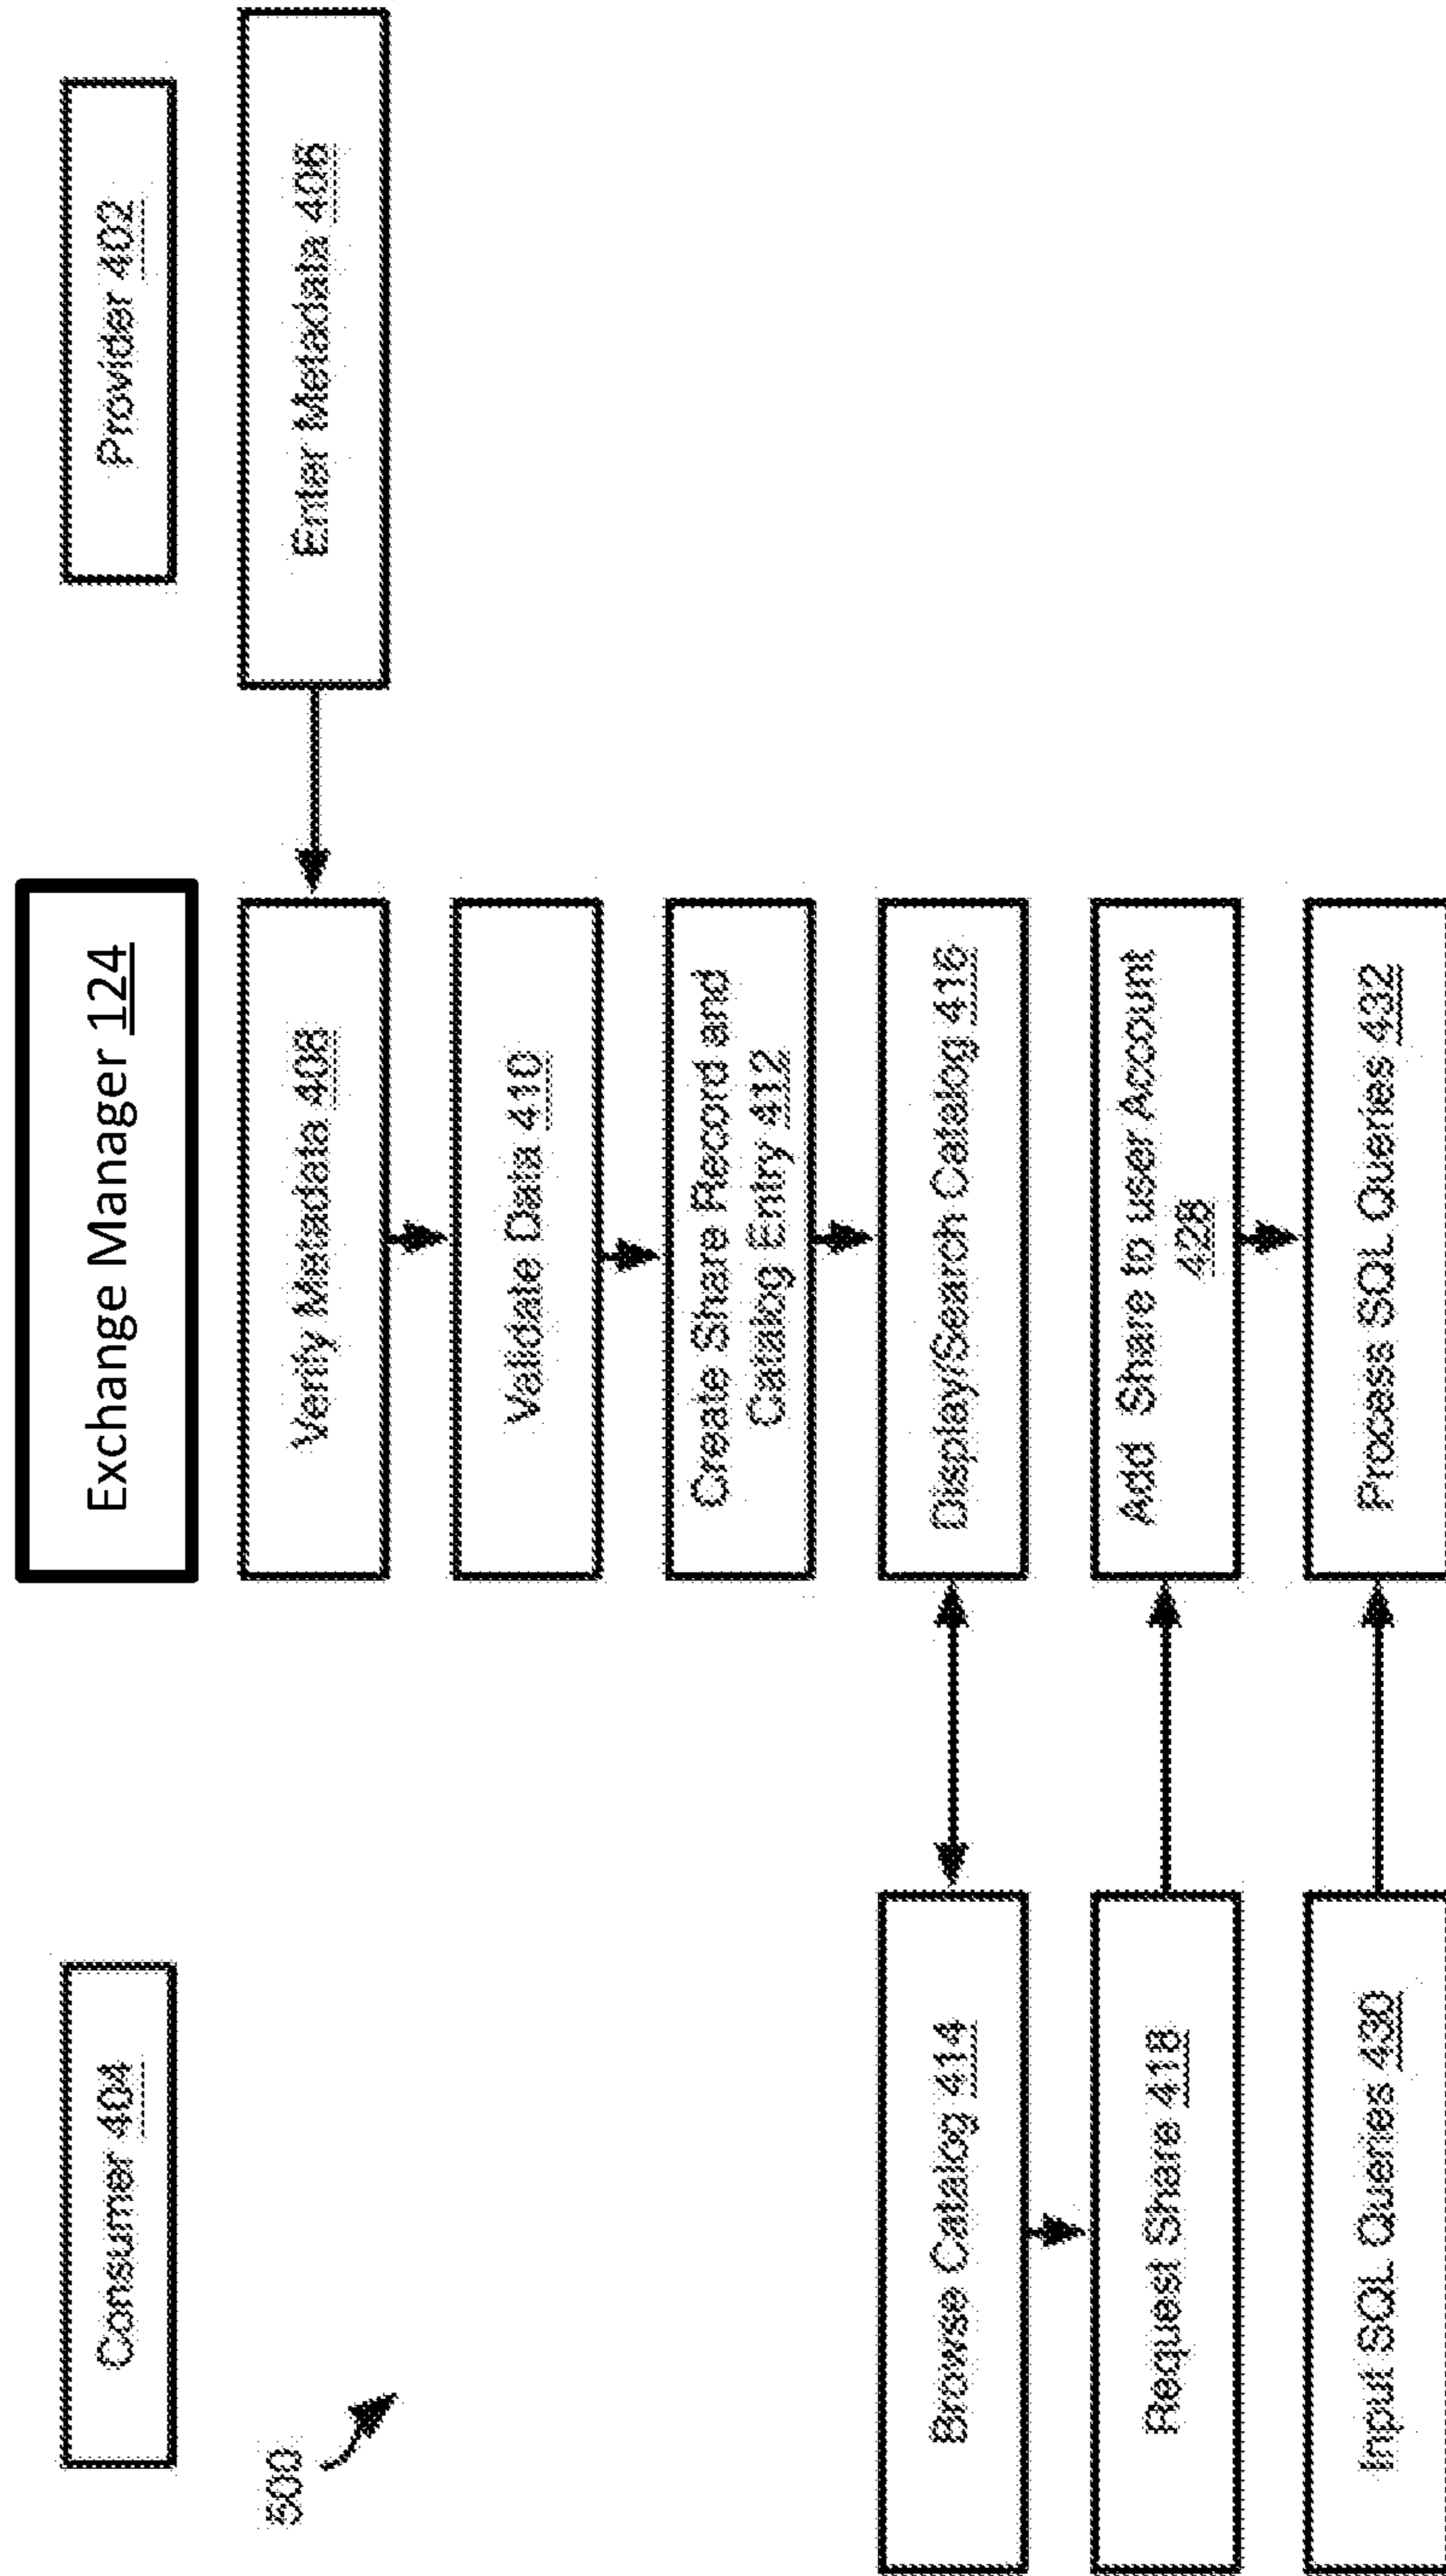 Consumer 404
Exchange Manager 124
Provider 402
500
Verify Metadata 408
Enter Metadata 406
Validate Data 410
Create Share Record and
Catalog Entry 412
Browse Catalog 414
Display/Search Catalog 416
Request Share 418
Add Share to user Account
428
Input SQL Queries 430
Process SQL Queries 432